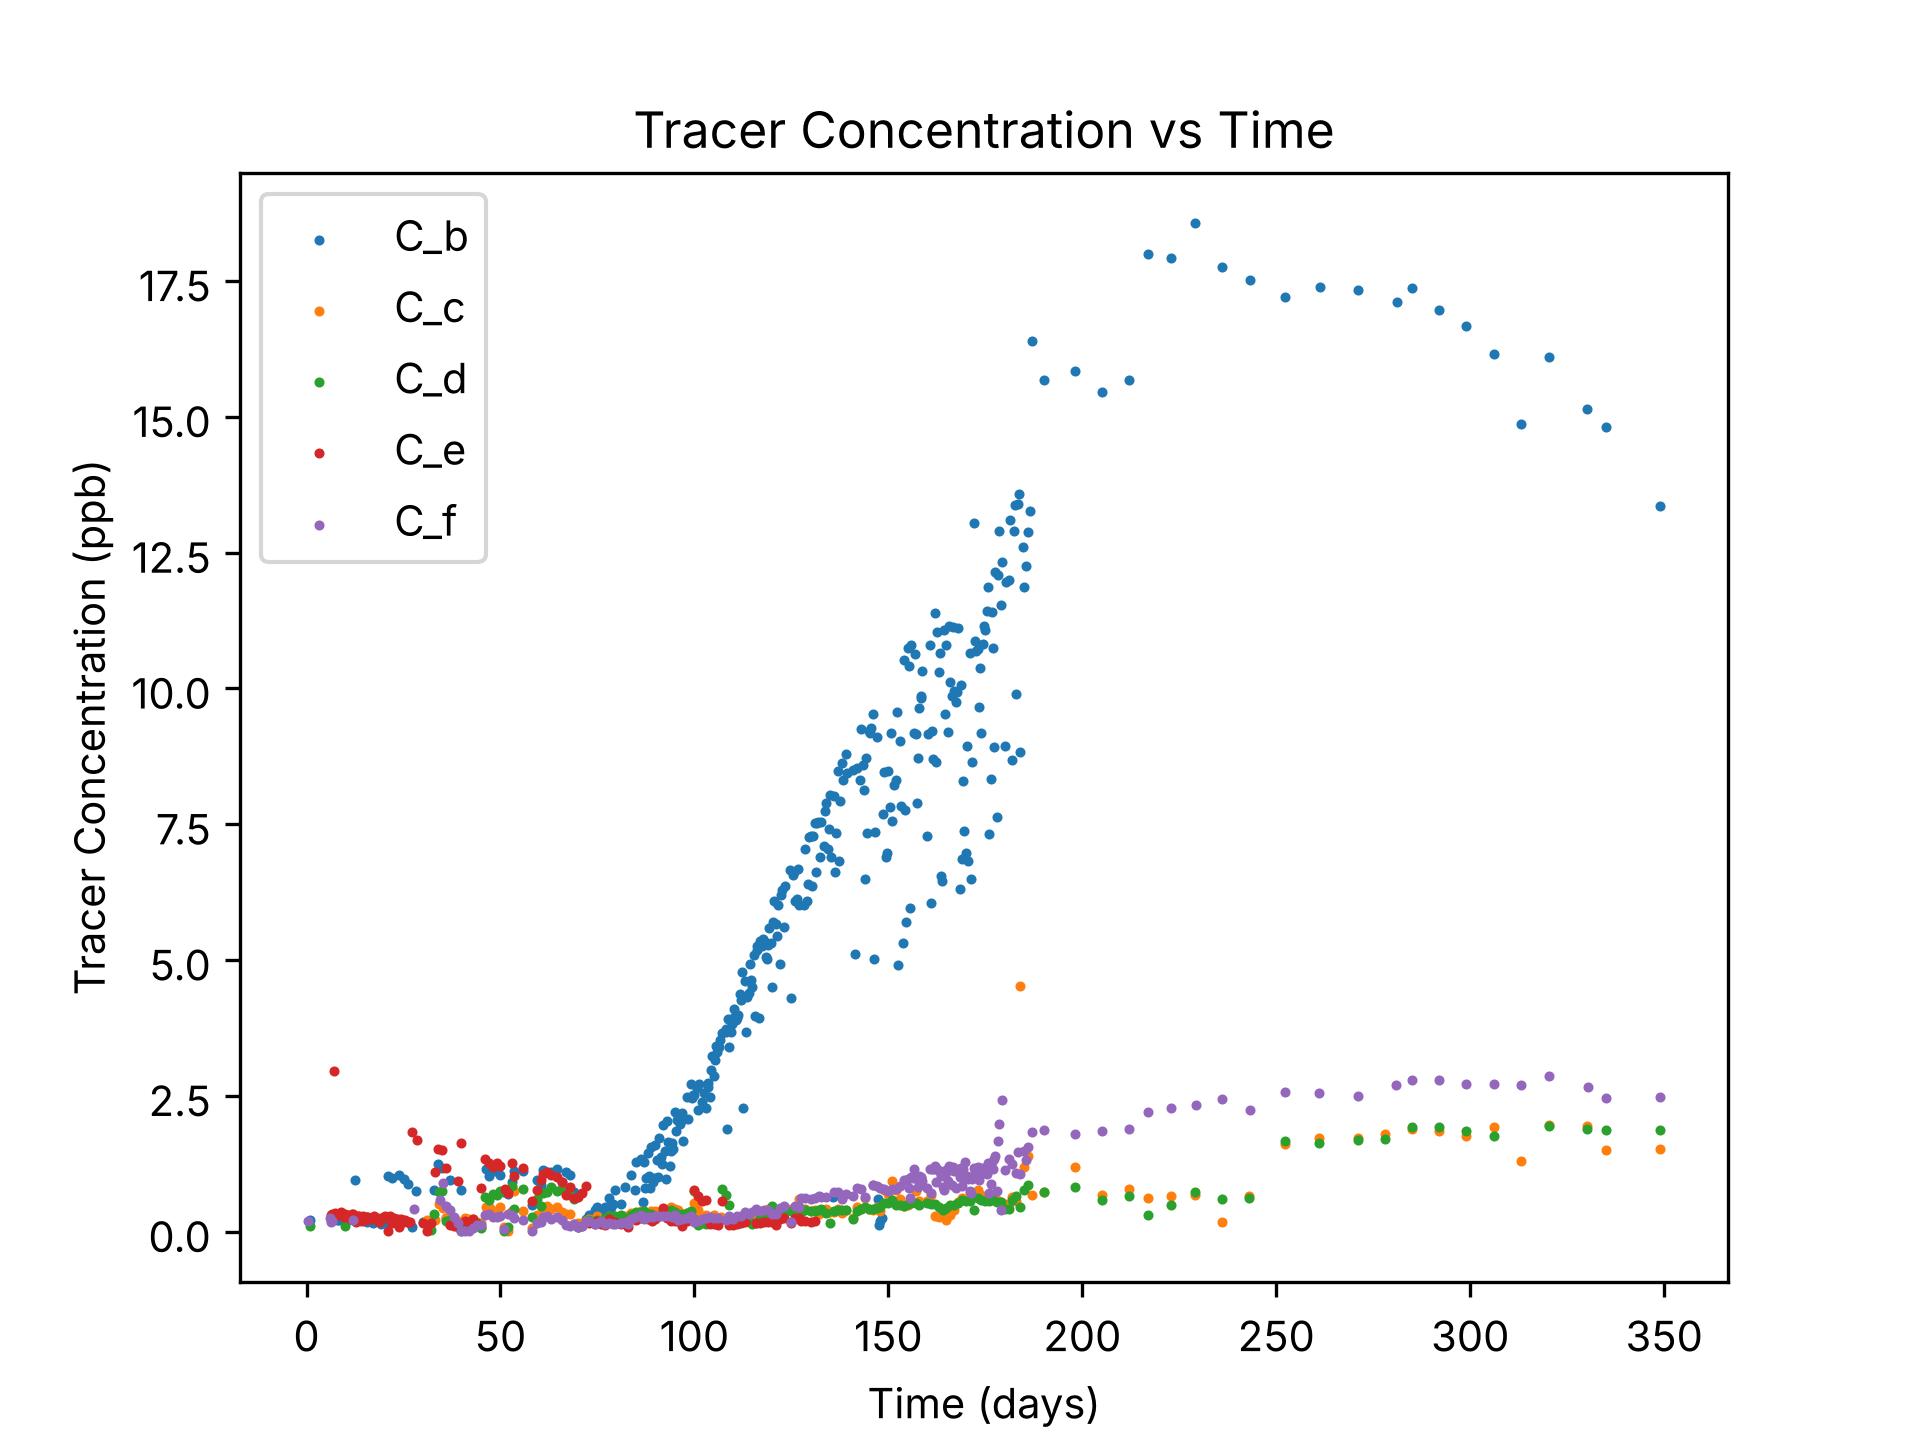 Tracer Concentration vs Time
C_b
C_c
C_d
C_e
C_f
Tracer Concentration (ppb)
17.5
15.0
12.5
10.0
7.5
5.0
2.5
0.0
0 50 100 150 200 250 300 350
Time (days)